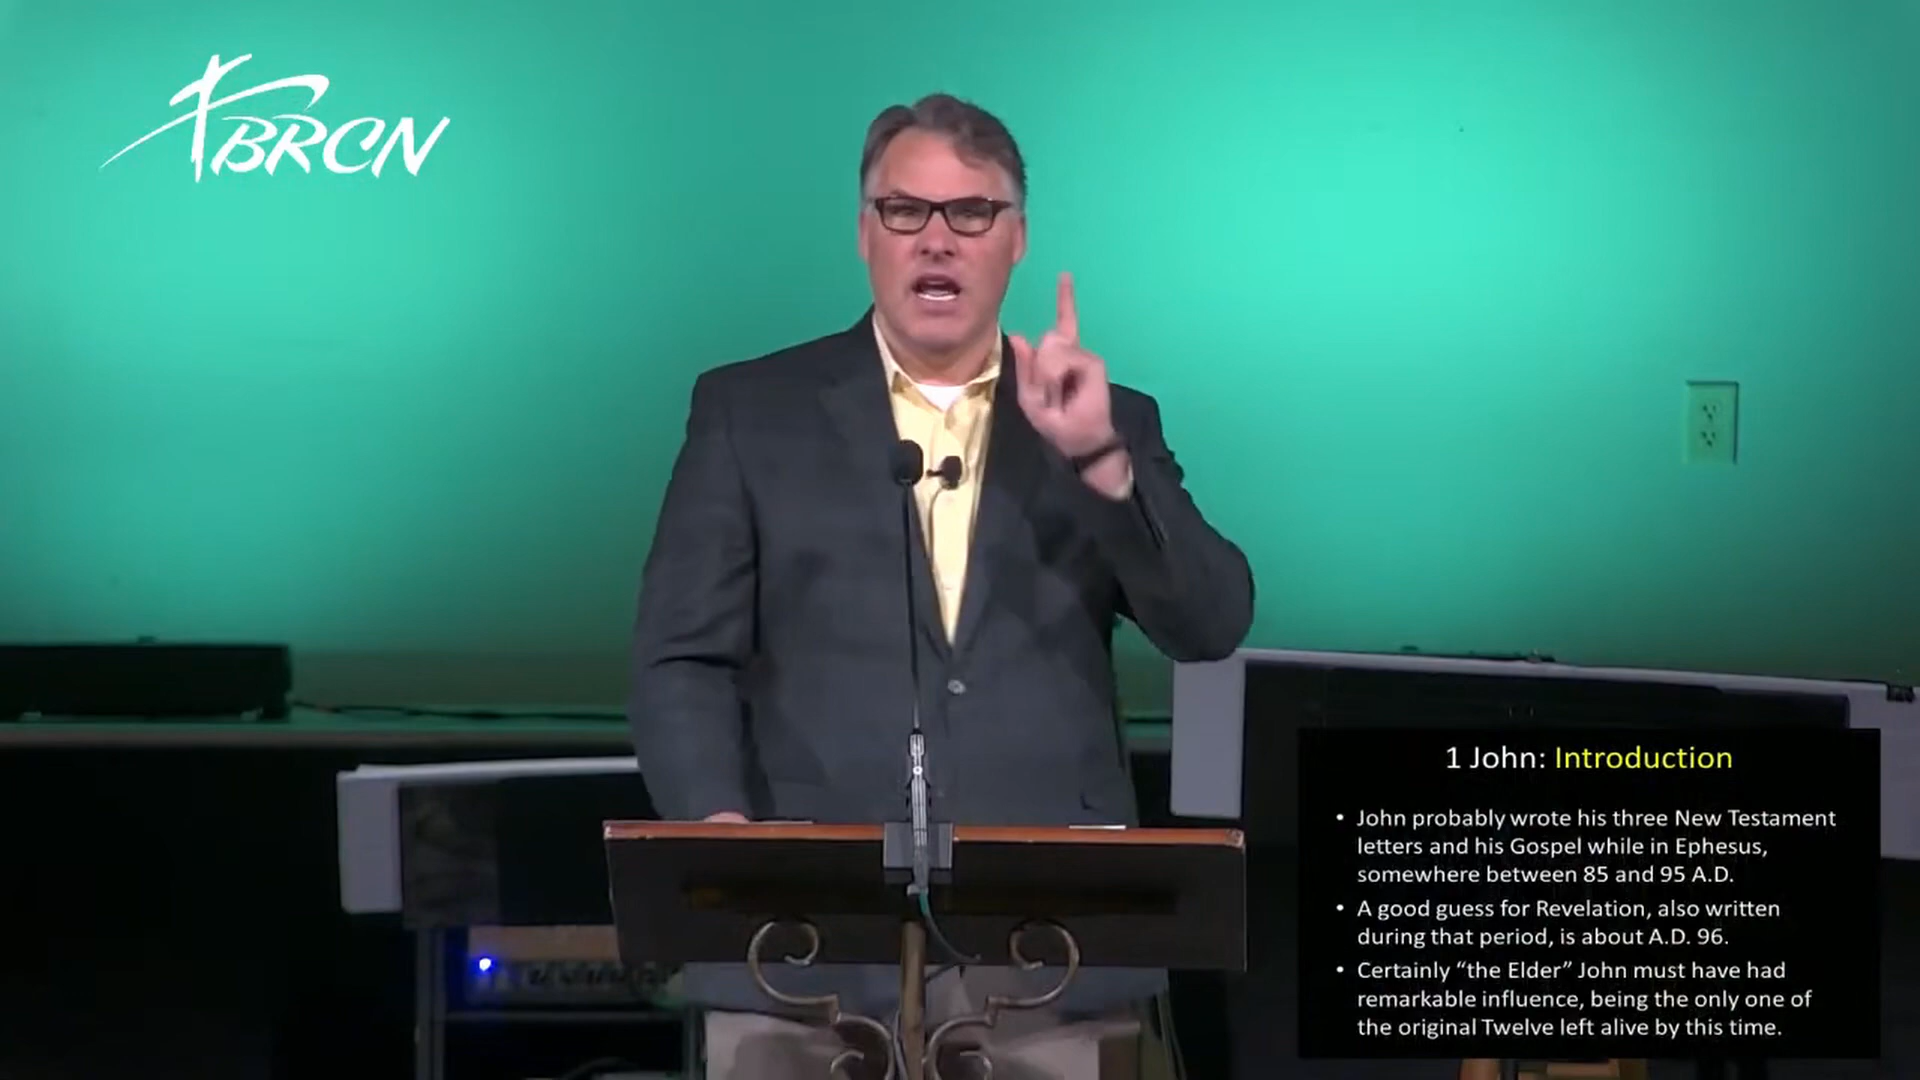 BRCN
1 John: Introduction
• John probably wrote his three New Testament
letters and his Gospel while in Ephesus,
somewhere between 85 and 95 A.D.
• A good guess for Revelation, also written
during that period, is about A.D. 96.
• Certainly “the Elder” John must have had
remarkable influence, being the only one of
the original Twelve left alive by this time.